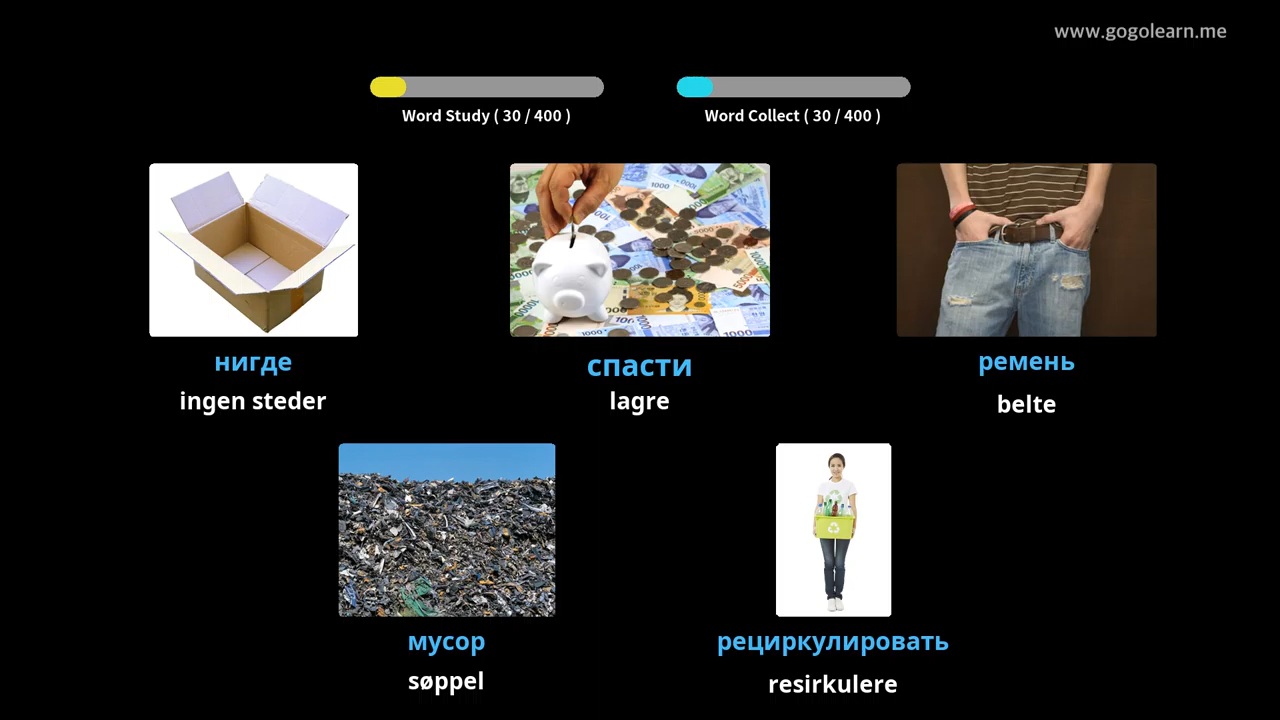 www.gogolearn.me
Word Study ( 30 / 400 )
Word Collect ( 30 / 400 )
нигде
ingen steder
спасти
lagre
ремень
belte
мусор
søppel
рециркулировать
resirkulere